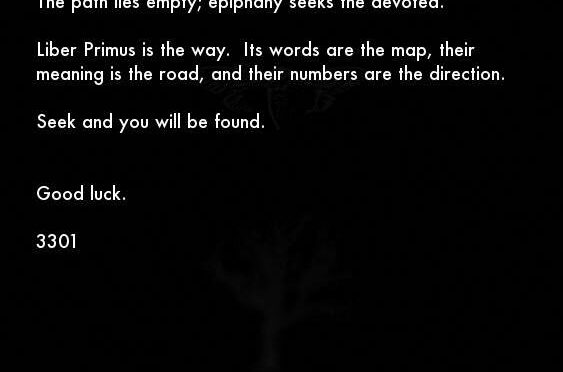 The path lies empty; epiphany seeks the devoted.
Liber Primus is the way.  Its words are the map, their
meaning is the road, and their numbers are the direction.
Seek and you will be found.
Good luck.
3301